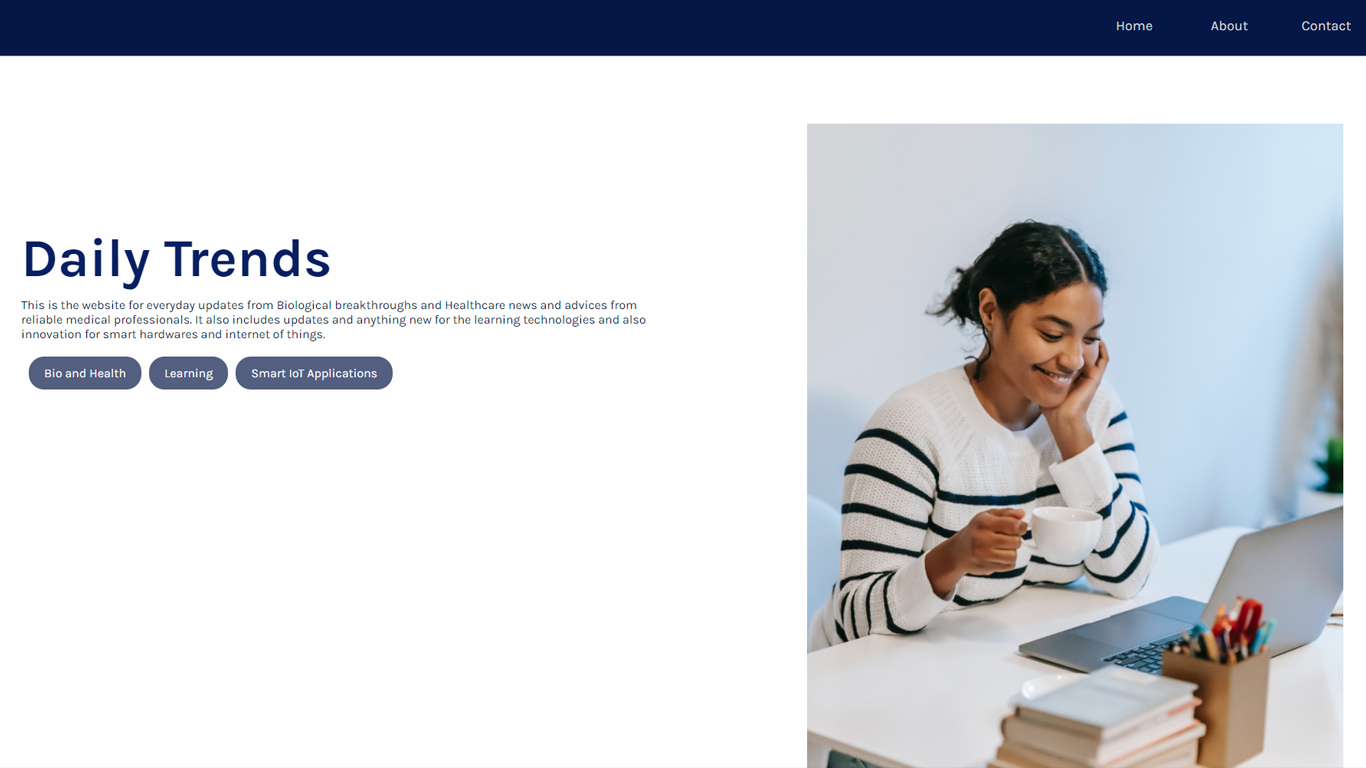 Home About Contact
Daily Trends
This is the website for everyday updates from Biological breakthroughs and Healthcare news and advices from
reliable medical professionals. It also includes updates and anything new for the learning technologies and also
innovation for smart hardwares and internet of things.
Bio and Health Learning Smart IoT Applications